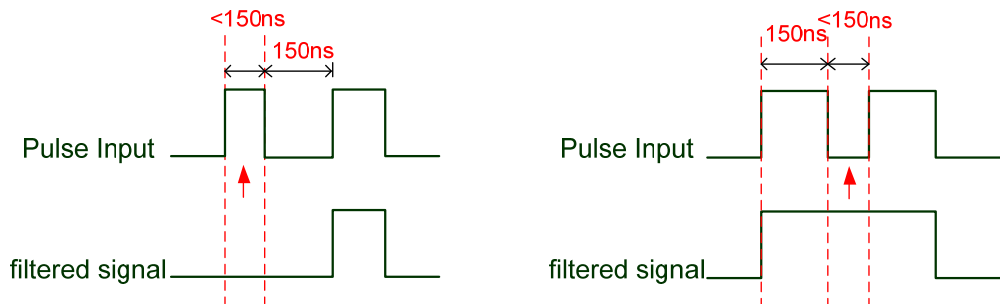 <150ns
150ns
Pulse Input
filtered signal
<150ns
150ns
Pulse Input
filtered signal